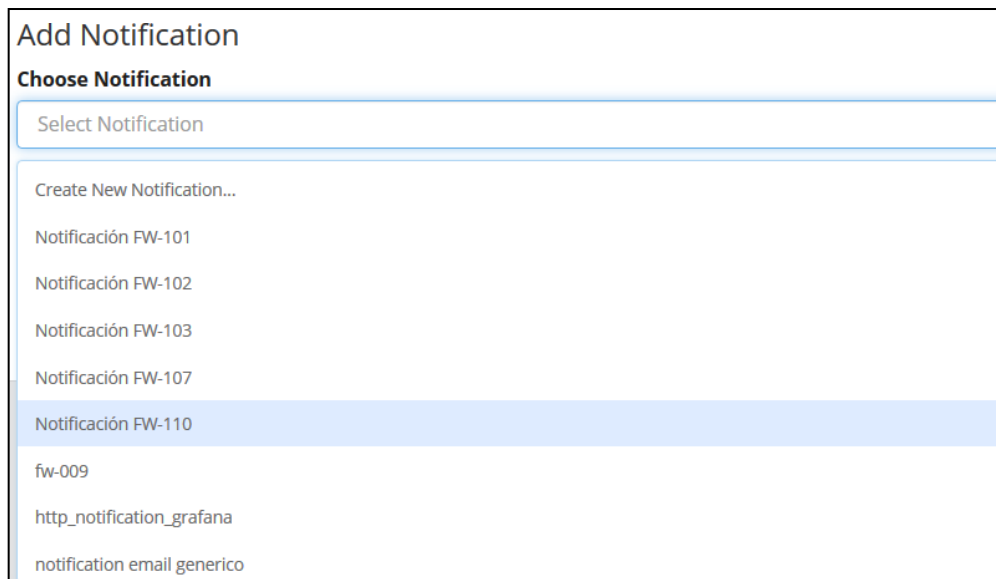 Add Notification
Choose Notification
Select Notification
Create New Notification...
Notificación FW-101
Notificación FW-102
Notificación FW-103
Notificación FW-107
Notificación FW-110
fw-009
http_notification_grafana
notification email generico